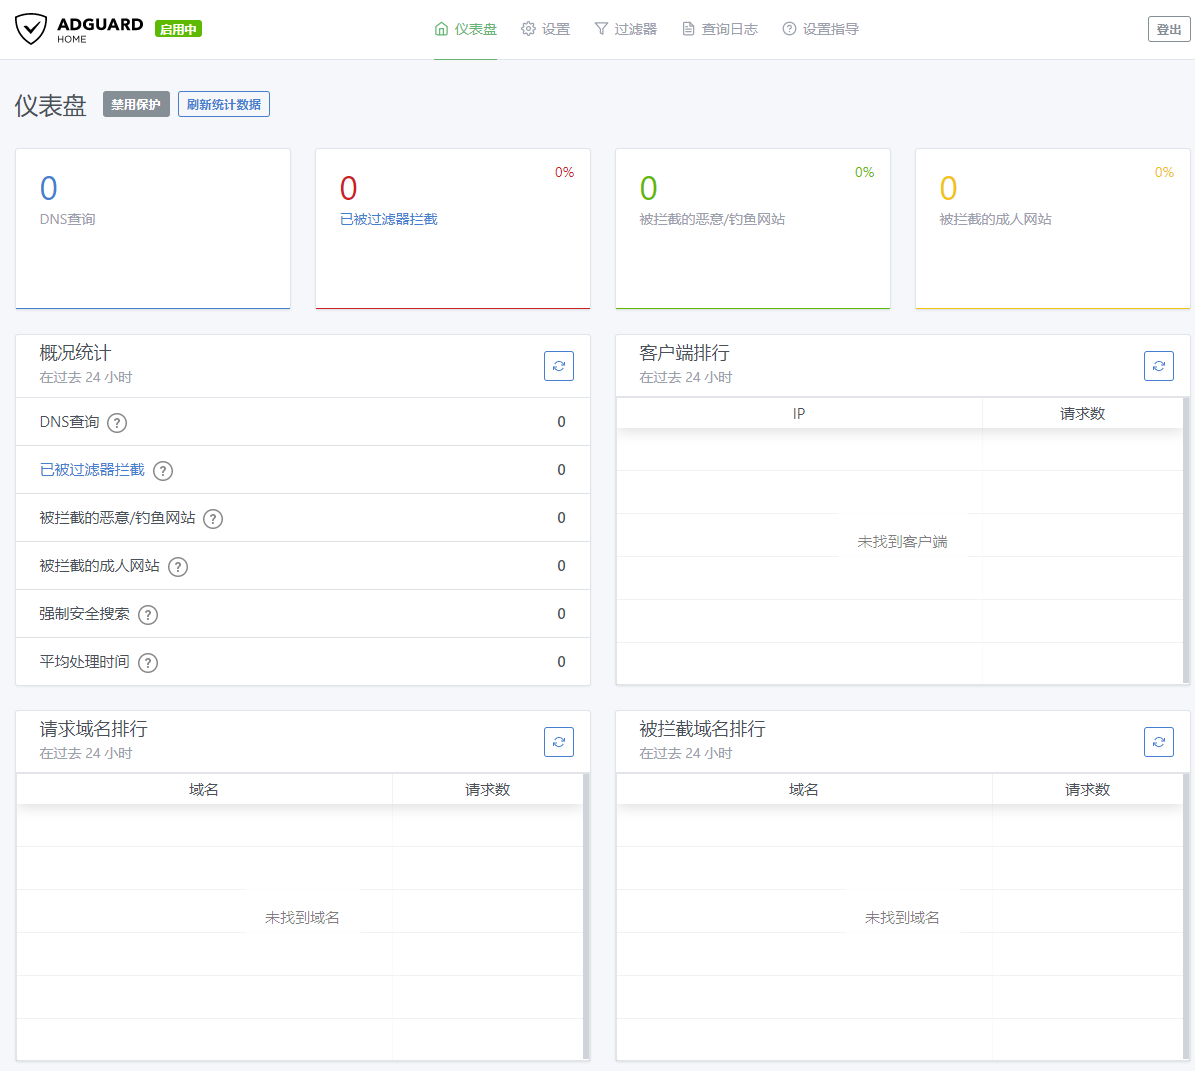 ADGUARD
HOME
启用中
仪表盘
设置
过滤器
查询日志
设置指导
登出
仪表盘
禁用保护
刷新统计数据
0
DNS查询
0
0%
已被过滤器拦截
0
0%
被拦截的恶意/钓鱼网站
0
0%
被拦截的成人网站
概况统计
在过去 24 小时
DNS查询 ? 0
已被过滤器拦截 ? 0
被拦截的恶意/钓鱼网站 ? 0
被拦截的成人网站 ? 0
强制安全搜索 ? 0
平均处理时间 ? 0
客户端排行
在过去 24 小时
IP 请求数
未找到客户端
请求域名排行
在过去 24 小时
域名 请求数
未找到域名
被拦截域名排行
在过去 24 小时
域名 请求数
未找到域名